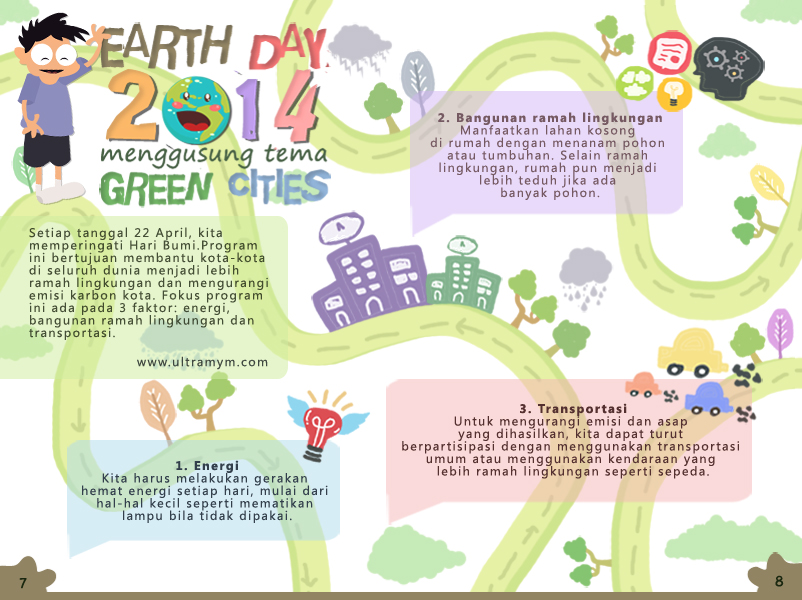 EARTH DAY
2014
menggusung tema
GREEN CITIES
Setiap tanggal 22 April, kita
memperingati Hari Bumi.Program
ini bertujuan membantu kota-kota
di seluruh dunia menjadi lebih
ramah lingkungan dan mengurangi
emisi karbon kota. Fokus program
ini ada pada 3 faktor: energi,
bangunan ramah lingkungan dan
transportasi.
www.ultramym.com
1. Energi
Kita harus melakukan gerakan
hemat energi setiap hari, mulai dari
hal-hal kecil seperti mematikan
lampu bila tidak dipakai.
2. Bangunan ramah lingkungan
Manfaatkan lahan kosong
di rumah dengan menanam pohon
atau tumbuhan. Selain ramah
lingkungan, rumah pun menjadi
lebih teduh jika ada
banyak pohon.
A
A
3. Transportasi
Untuk mengurangi emisi dan asap
yang dihasilkan, kita dapat turut
berpartisipasi dengan menggunakan transportasi
umum atau menggunakan kendaraan yang
lebih ramah lingkungan seperti sepeda.
7
8